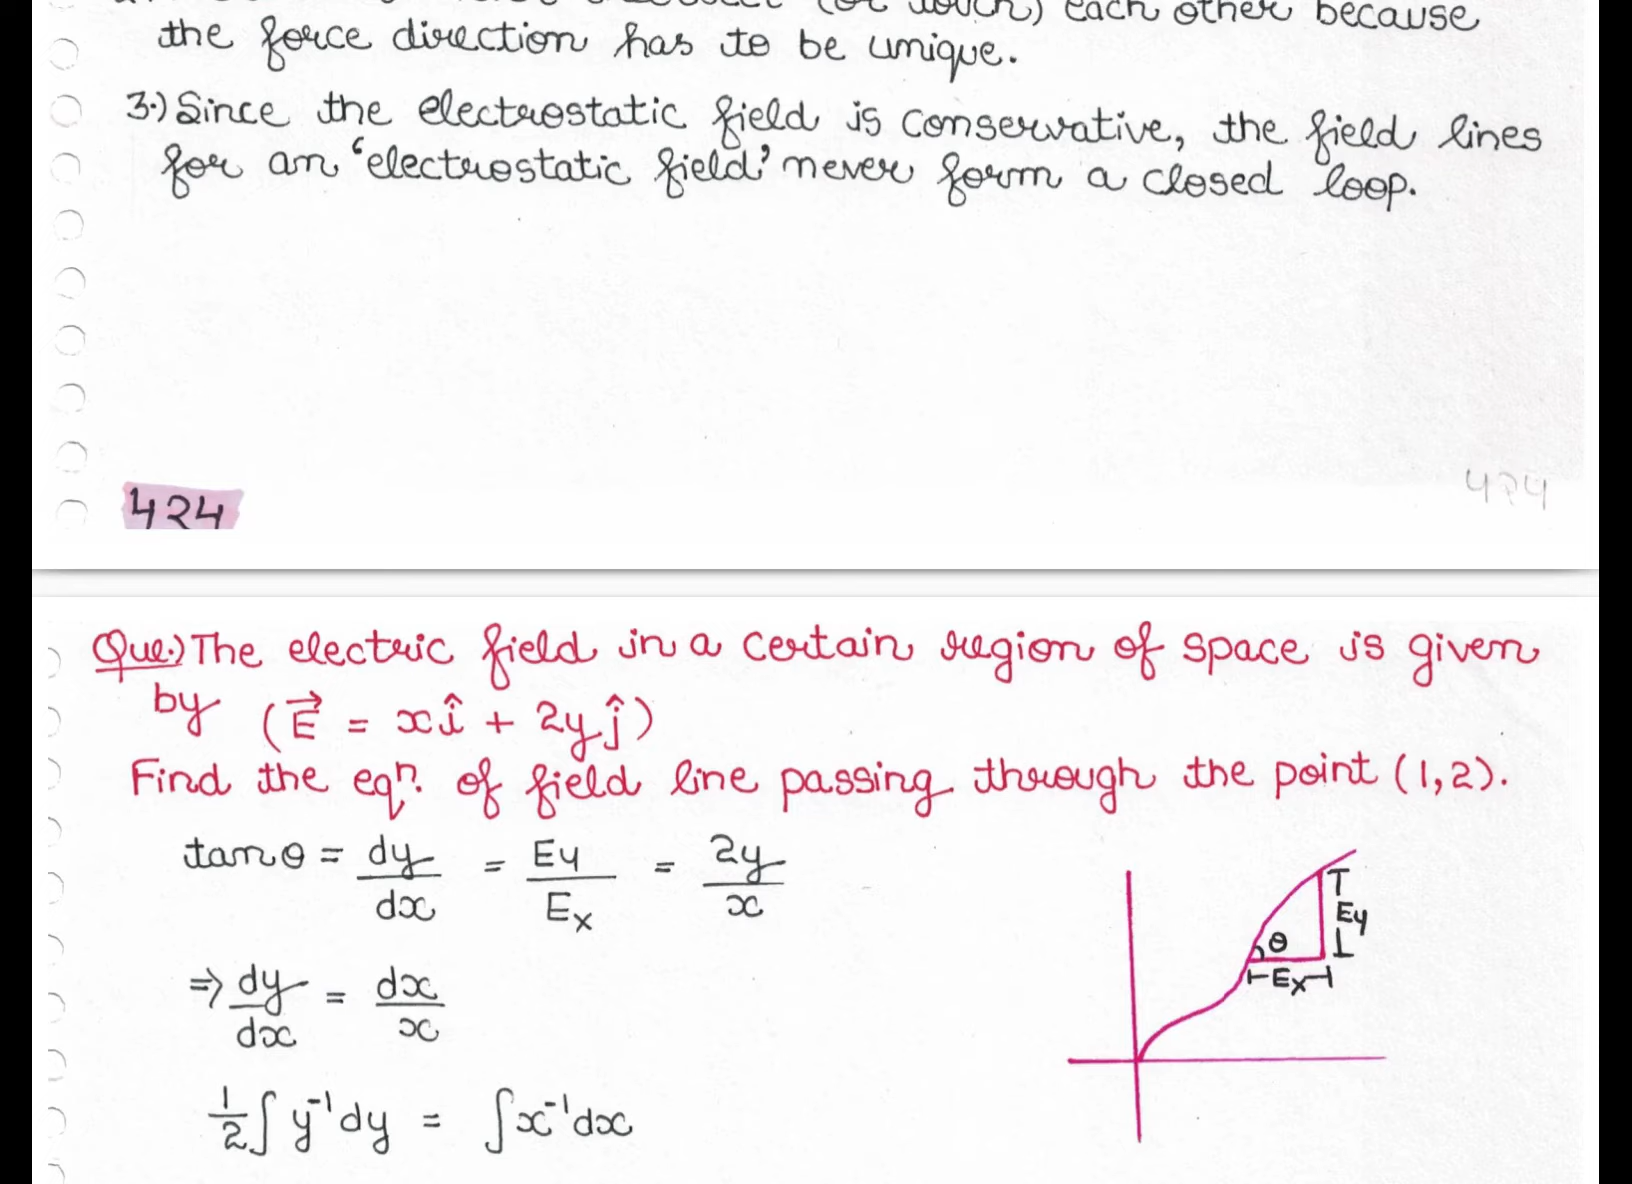 (or touch) each other because
the force direction has to be unique.
3.) Since the electrostatic field is conservative, the field lines
for an 'electrostatic field' never form a closed loop.
424
424
Que.) The electric field in a certain region of space is given
by (E⃗ = xî + 2yĵ)
Find the eqn. of field line passing through the point (1,2).
tanθ = dy/dx = Ey/Ex = 2y/x
⇒ dy/dx = dx/x
1/2 ∫ y⁻¹dy = ∫x⁻¹dx
θ
Ey
Ex